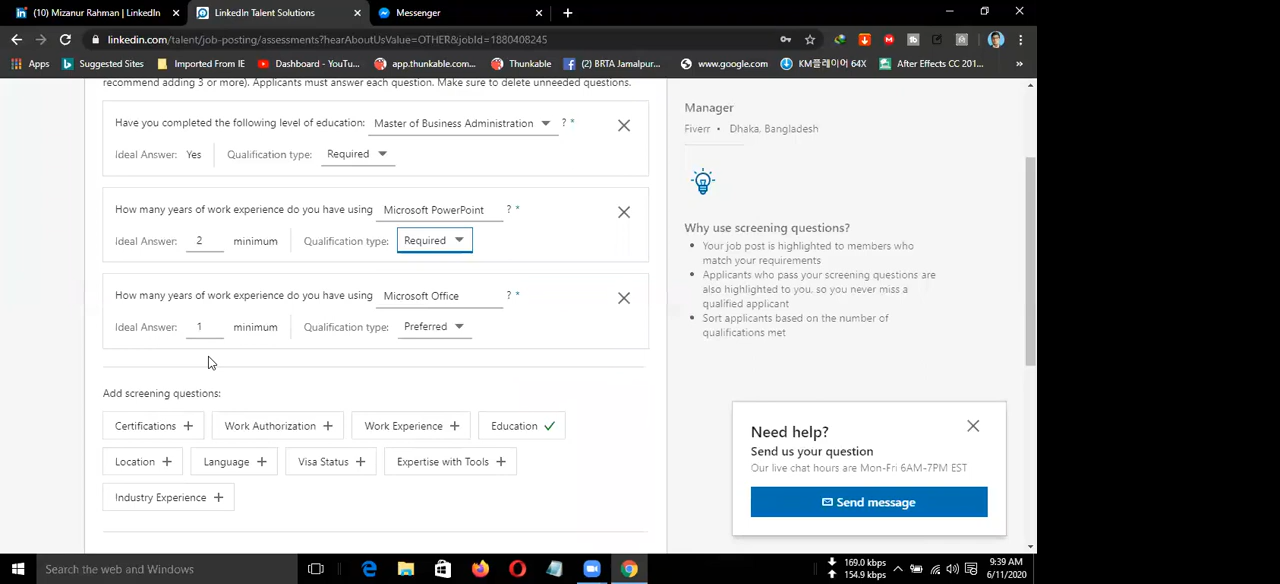 (10) Mizanur Rahman | LinkedIn
LinkedIn Talent Solutions
Messenger
linkedin.com/talent/job-posting/assessments?hearAboutUsValue=OTHER&jobId=1880408245
Apps
Suggested Sites
Imported From IE
Dashboard - YouTu...
app.thunkable....
Thunkable
() BRTA Jamalpur...
www.google.com
KM플레이어 64X
After Effects CC 201...
»
recommend adding 3 or more). Applicants must answer each question. Make sure to delete unneeded questions.
Have you completed the following level of education: Master of Business Administration ? *
Ideal Answer: Yes Qualification type: Required
How many years of work experience do you have using Microsoft PowerPoint ? *
Ideal Answer: 2 minimum Qualification type: Required
How many years of work experience do you have using Microsoft Office ? *
Ideal Answer: 1 minimum Qualification type: Preferred
Add screening questions:
Certifications + Work Authorization + Work Experience + Education
Location + Language + Visa Status + Expertise with Tools +
Industry Experience +
Manager
Fiverr • Dhaka, Bangladesh
Why use screening questions?
• Your job post is highlighted to members who
match your requirements
• Applicants who pass your screening questions are
also highlighted to you, so you never miss a
qualified applicant
• Sort applicants based on the number of
qualifications met
Need help?
Send us your question
Our live chat hours are Mon-Fri 6AM-7PM EST
Send message
Search the web and Windows
169.0 kbps
154.9 kbps
9:39 AM
6/11/2020